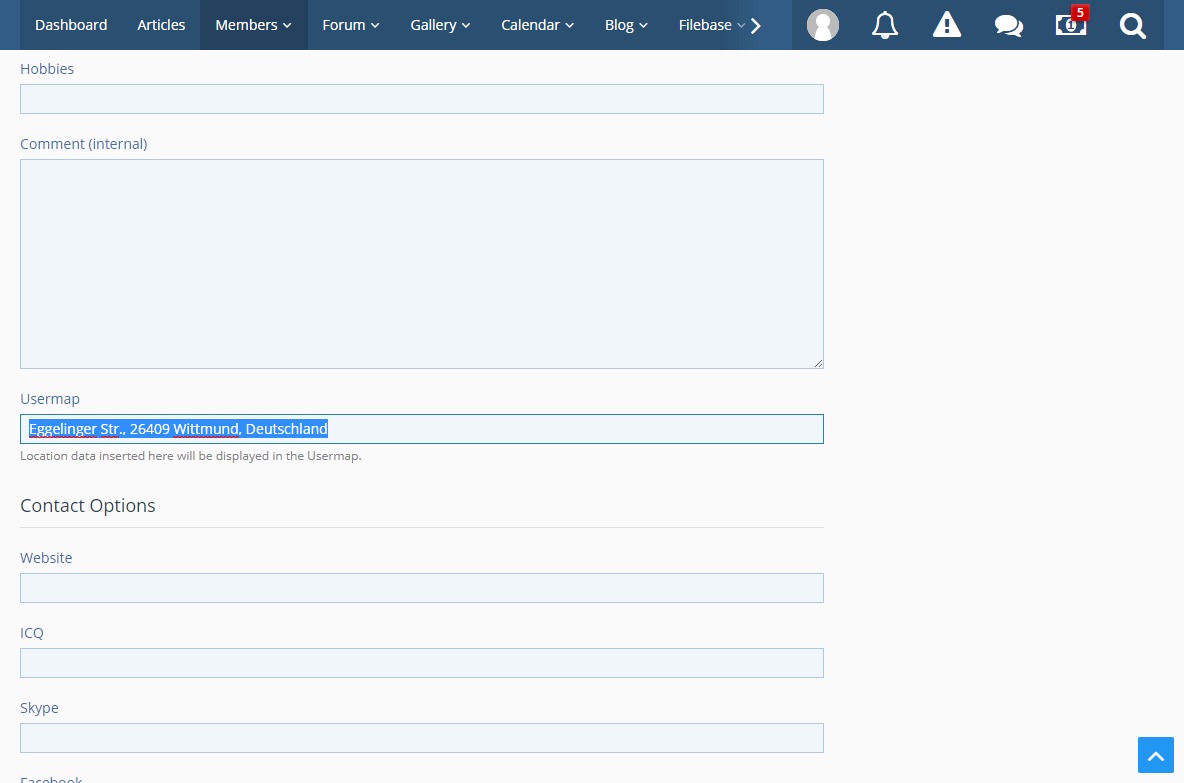 Dashboard Articles Members Forum Gallery Calendar Blog Filebase 5
Hobbies
Comment (internal)
Usermap
Eggelinger Str., 26409 Wittmund, Deutschland
Location data inserted here will be displayed in the Usermap.
Contact Options
Website
ICQ
Skype
Facebook